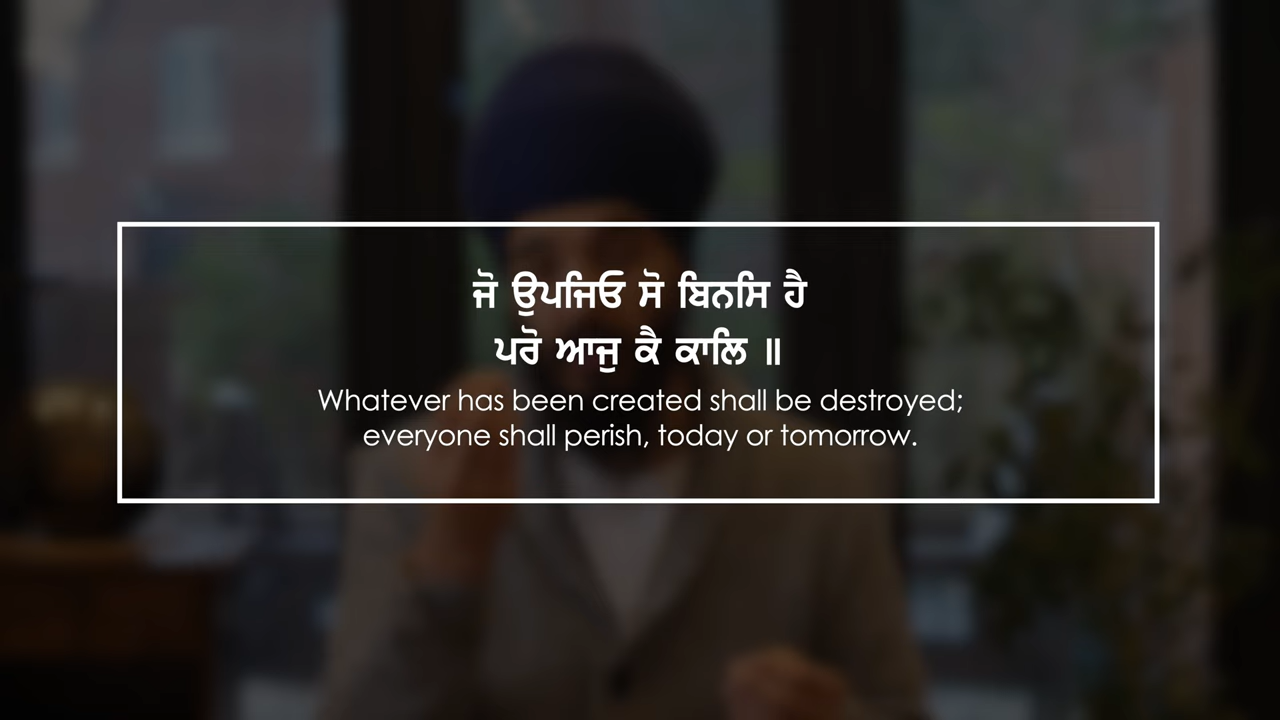 ਜੋ ਉਪਜਿਓ ਸੋ ਬਿਨਸਿ ਹੈ
ਪਰੋ ਆਜੁ ਕੈ ਕਾਲਿ ॥
Whatever has been created shall be destroyed;
everyone shall perish, today or tomorrow.